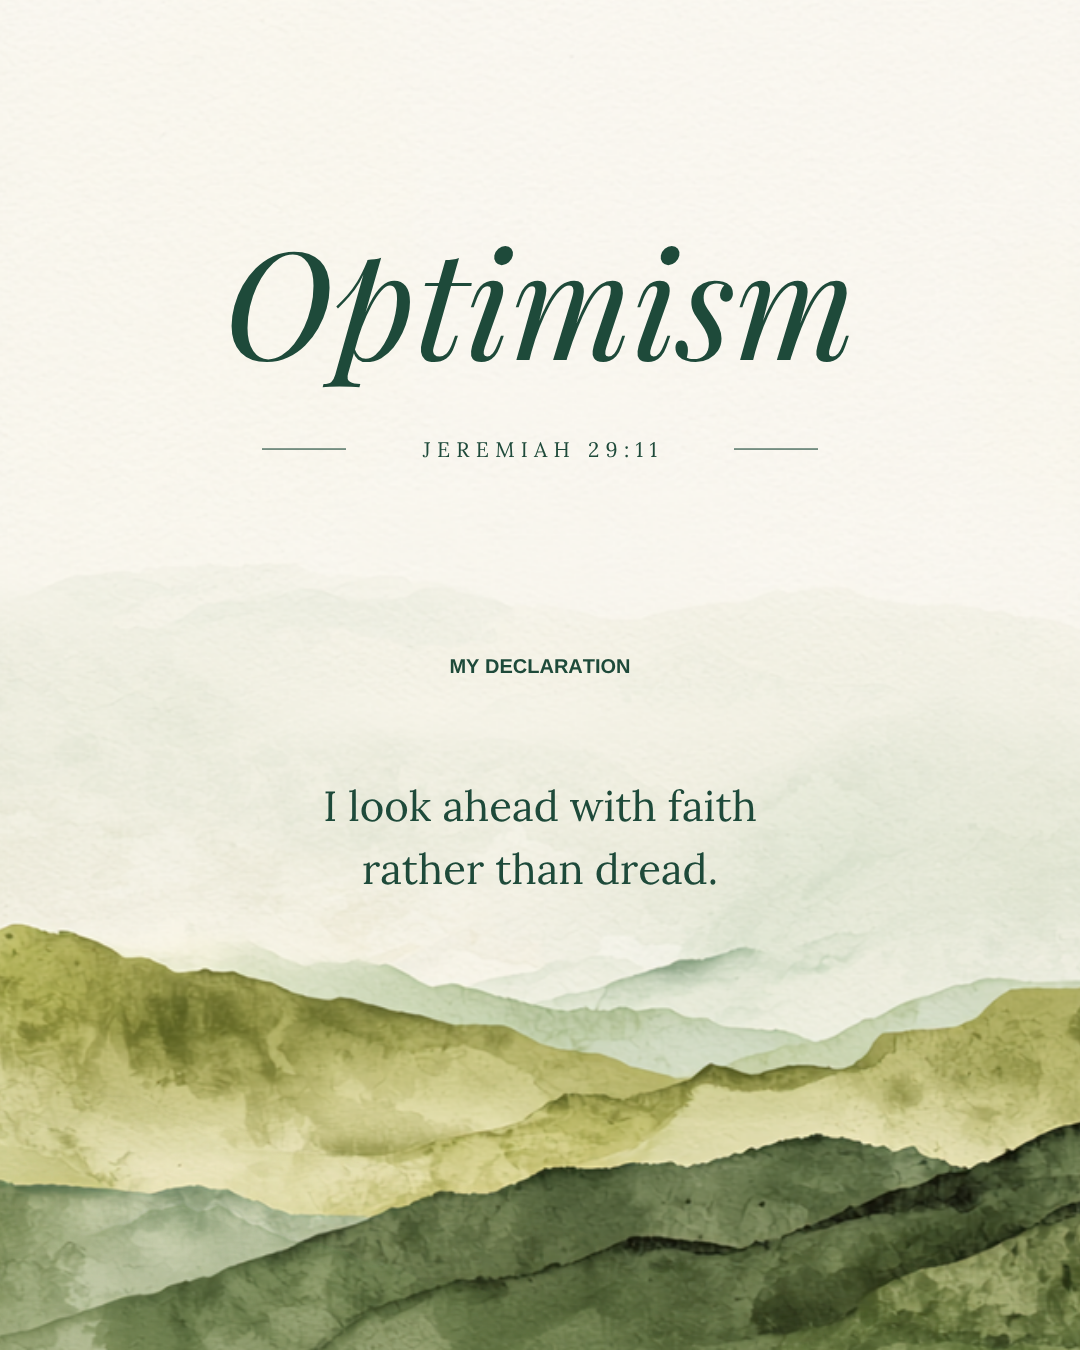 Optimism
JEREMIAH 29:11
MY DECLARATION
I look ahead with faith
rather than dread.